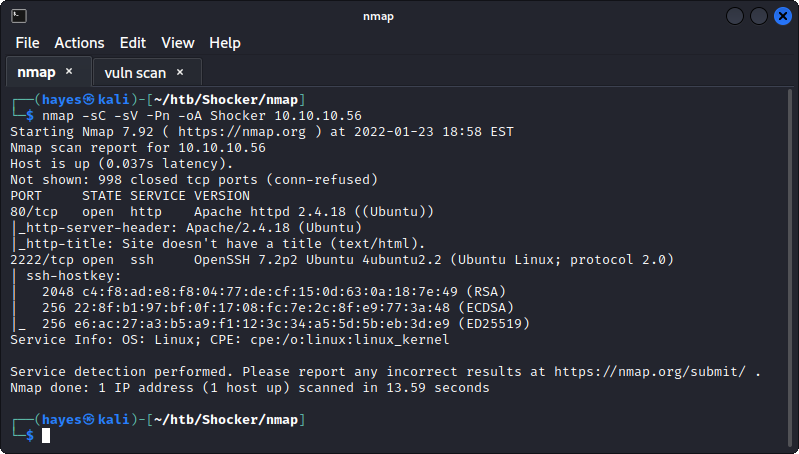 nmap
File Actions Edit View Help
nmap × vuln scan ×
┌──(hayes㉿kali)-[~/htb/Shocker/nmap]
└─$ nmap -sC -sV -Pn -oA Shocker 10.10.10.56
Starting Nmap 7.92 ( https://nmap.org ) at 2022-01-23 18:58 EST
Nmap scan report for 10.10.10.56
Host is up (0.037s latency).
Not shown: 998 closed tcp ports (conn-refused)
PORT     STATE SERVICE VERSION
80/tcp   open  http    Apache httpd 2.4.18 ((Ubuntu))
|_http-server-header: Apache/2.4.18 (Ubuntu)
|_http-title: Site doesn't have a title (text/html).
2222/tcp open  ssh     OpenSSH 7.2p2 Ubuntu 4ubuntu2.2 (Ubuntu Linux; protocol 2.0)
| ssh-hostkey:
|   2048 c4:f8:ad:e8:f8:04:77:de:cf:15:0d:63:0a:18:7e:49 (RSA)
|   256 22:8f:b1:97:bf:0f:17:08:fc:7e:2c:8f:e9:77:3a:48 (ECDSA)
|_  256 e6:ac:27:a3:b5:a9:f1:12:3c:34:a5:5d:5b:eb:3d:e9 (ED25519)
Service Info: OS: Linux; CPE: cpe:/o:linux:linux_kernel
Service detection performed. Please report any incorrect results at https://nmap.org/submit/ .
Nmap done: 1 IP address (1 host up) scanned in 13.59 seconds
┌──(hayes㉿kali)-[~/htb/Shocker/nmap]
└─$